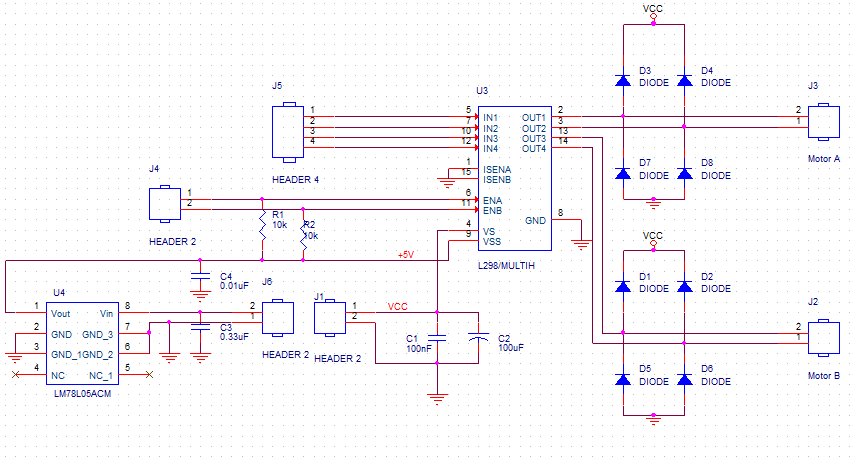 VCC
D3
DIODE
D4
DIODE
J5
U3
J3
1
2
3
4
5
7
10
12
IN1
IN2
IN3
IN4
OUT1
OUT2
OUT3
OUT4
2
3
13
14
2
1
Motor A
HEADER 4
1
15
ISENA
ISENB
D7
DIODE
D8
DIODE
J4
1
2
HEADER 2
R1
10k
R2
10k
6
11
ENA
ENB
GND
8
4
9
VS
VSS
L298/MULTIH
+5V
VCC
D1
DIODE
D2
DIODE
C4
0.01uF
U4
J6
J1
VCC
J2
1
Vout
Vin
8
2
GND
GND_3
7
3
GND_1
GND_2
6
4
NC
NC_1
5
LM78L05ACM
C3
0.33uF
2
1
HEADER 2
1
2
HEADER 2
C1
100nF
C2
100uF
2
1
Motor B
D5
DIODE
D6
DIODE